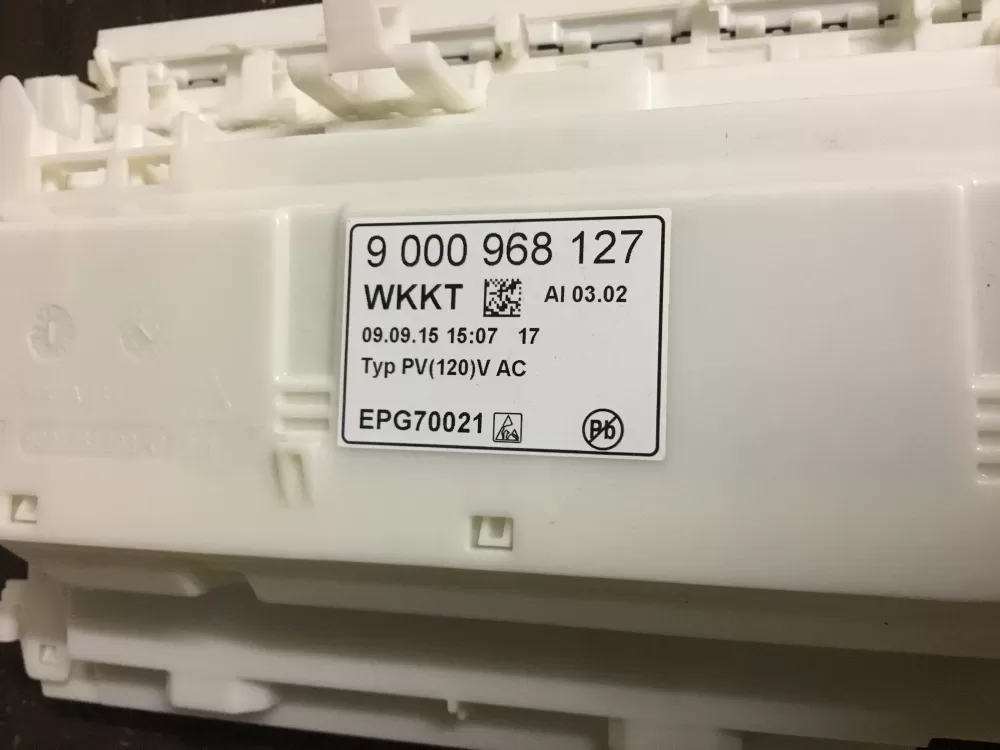 9 000 968 127
WKKT AI 03.02
09.09.15 15:07 17
Typ PV(120)V AC
EPG70021
Pb